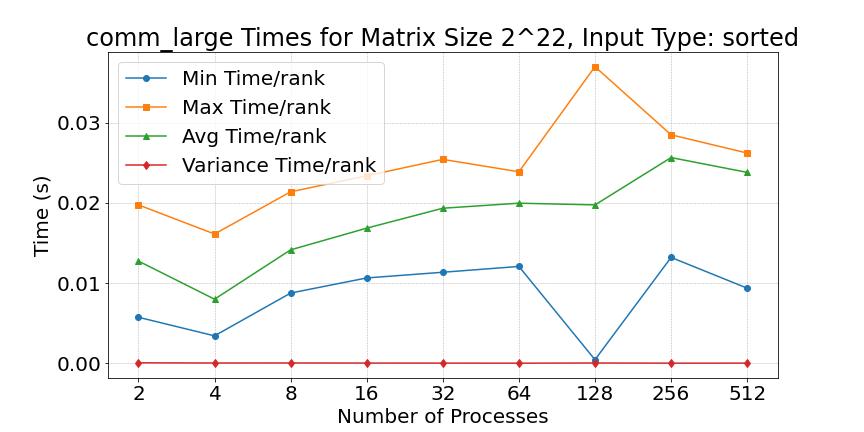 comm_large Times for Matrix Size 2^22, Input Type: sorted
Min Time/rank
Max Time/rank
Avg Time/rank
Variance Time/rank
Time (s)
0.03
0.02
0.01
0.00
2 4 8 16 32 64 128 256 512
Number of Processes